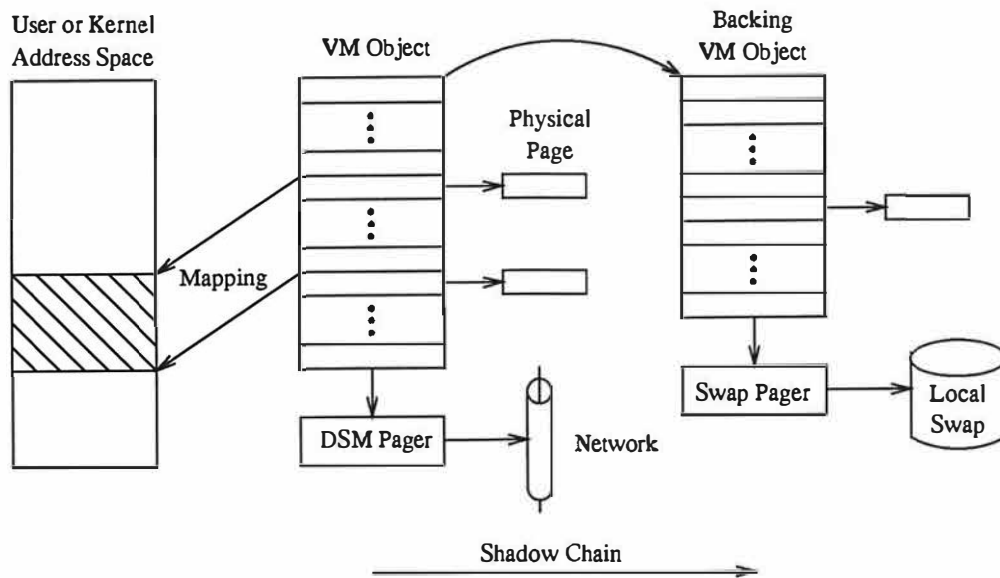 User or Kernel
Address Space
VM Object
Backing
VM Object
Physical
Page
Mapping
DSM Pager
Network
Swap Pager
Local
Swap
Shadow Chain